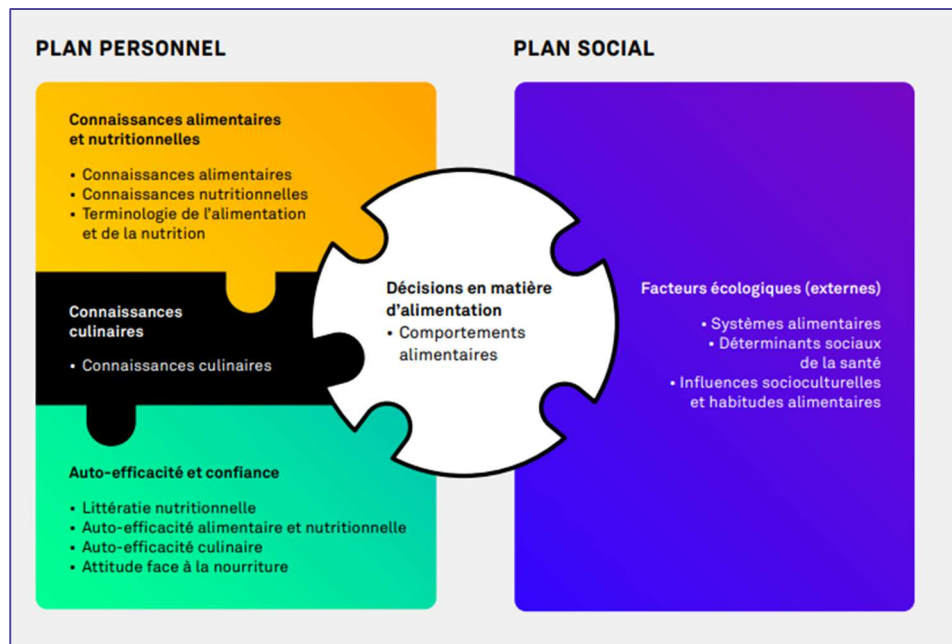 PLAN PERSONNEL
Connaissances alimentaires
et nutritionnelles
• Connaissances alimentaires
• Connaissances nutritionnelles
• Terminologie de l'alimentation
et de la nutrition
Connaissances
culinaires
• Connaissances culinaires
Auto-efficacité et confiance
• Littératie nutritionnelle
• Auto-efficacité alimentaire et nutritionnelle
• Auto-efficacité culinaire
• Attitude face à la nourriture
Décisions en matière
d'alimentation
• Comportements
alimentaires
PLAN SOCIAL
Facteurs écologiques (externes)
• Systèmes alimentaires
• Déterminants sociaux
de la santé
• Influences socioculturelles
et habitudes alimentaires